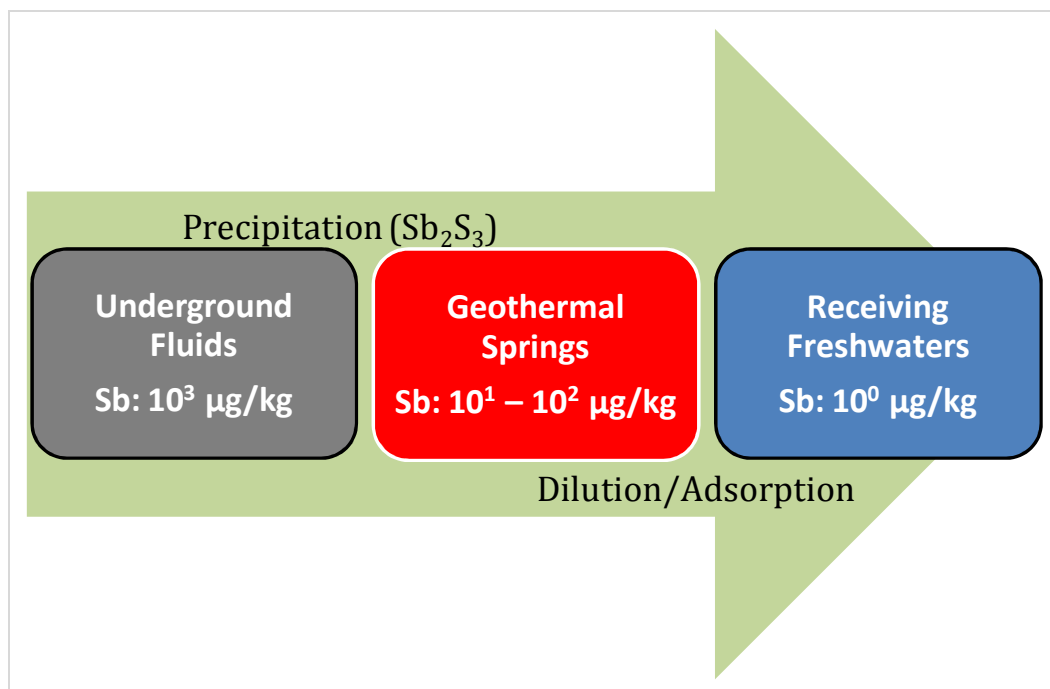 Precipitation (Sb₂S₃)
Underground
Fluids
Sb: 10³ µg/kg
Geothermal
Springs
Sb: 10¹ – 10² µg/kg
Receiving
Freshwaters
Sb: 10⁰ µg/kg
Dilution/Adsorption